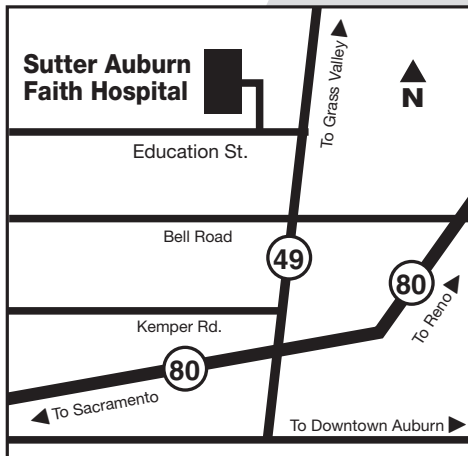 Sutter Auburn
Faith Hospital
To Grass Valley
N
Education St.
Bell Road
49
80
To Reno
Kemper Rd.
80
To Sacramento
To Downtown Auburn